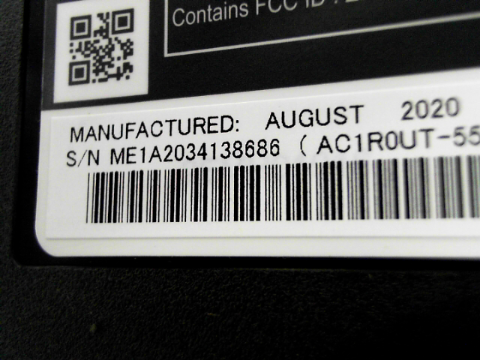 Contains FCC ID :
MANUFACTURED: AUGUST 2020
S/N ME1A2034138686 ( AC1R0UT-55